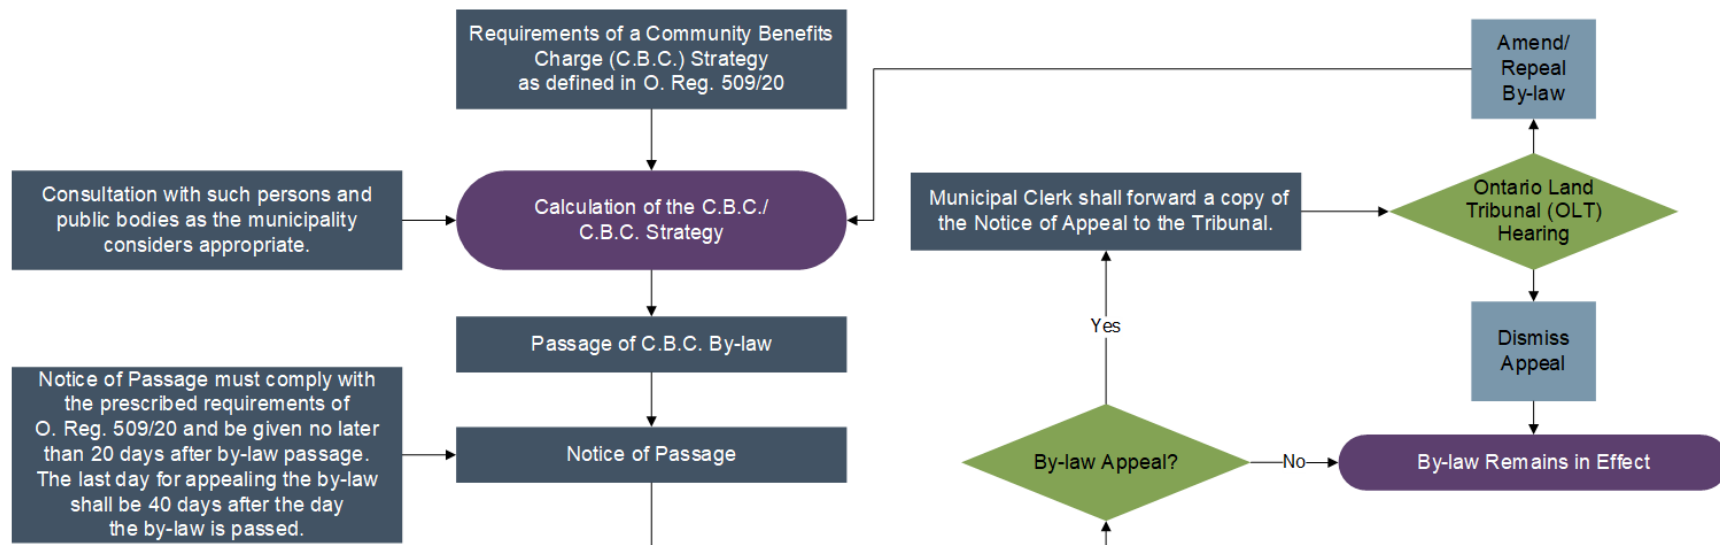 Requirements of a Community Benefits
Charge (C.B.C.) Strategy
as defined in O. Reg. 509/20
Consultation with such persons and
public bodies as the municipality
considers appropriate.
Calculation of the C.B.C./
C.B.C. Strategy
Passage of C.B.C. By-law
Notice of Passage must comply with
the prescribed requirements of
O. Reg. 509/20 and be given no later
than 20 days after by-law passage.
The last day for appealing the by-law
shall be 40 days after the day
the by-law is passed.
Notice of Passage
By-law Appeal?
Yes
No
Municipal Clerk shall forward a copy of
the Notice of Appeal to the Tribunal.
Ontario Land
Tribunal (OLT)
Hearing
Amend/
Repeal
By-law
Dismiss
Appeal
By-law Remains in Effect